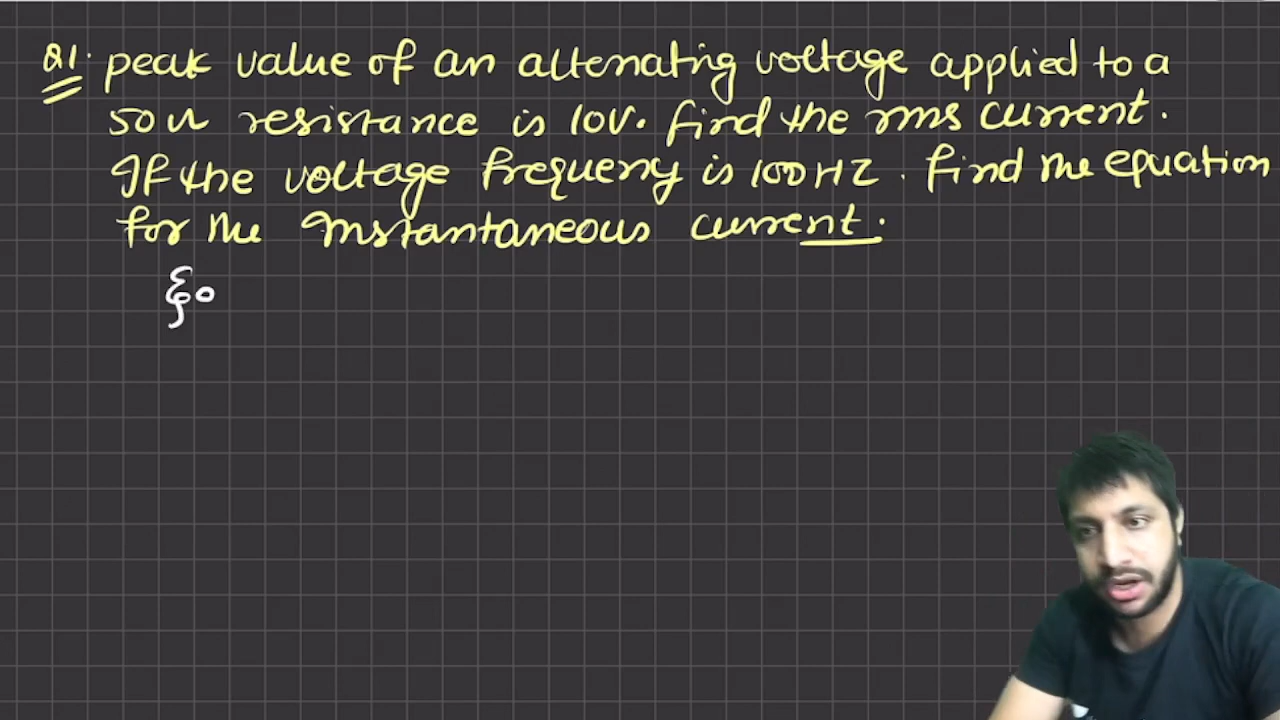 Q1. peak value of an alternating voltage applied to a
50 Ω resistance is 10V. find the rms current.
If the voltage frequency is 100 HZ. find the equation
for the instantaneous current.
ξo